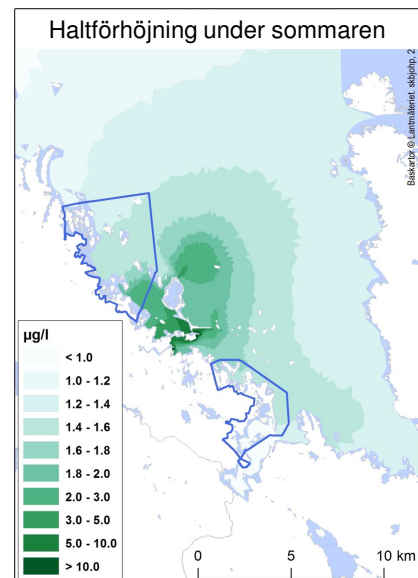 Haltförhöjning under sommaren
Baskartor © Lantmäteriet. skbjohp, 2
µg/l
< 1.0
1.0 - 1.2
1.2 - 1.4
1.4 - 1.6
1.6 - 1.8
1.8 - 2.0
2.0 - 3.0
3.0 - 5.0
5.0 - 10.0
> 10.0
0 5 10 km